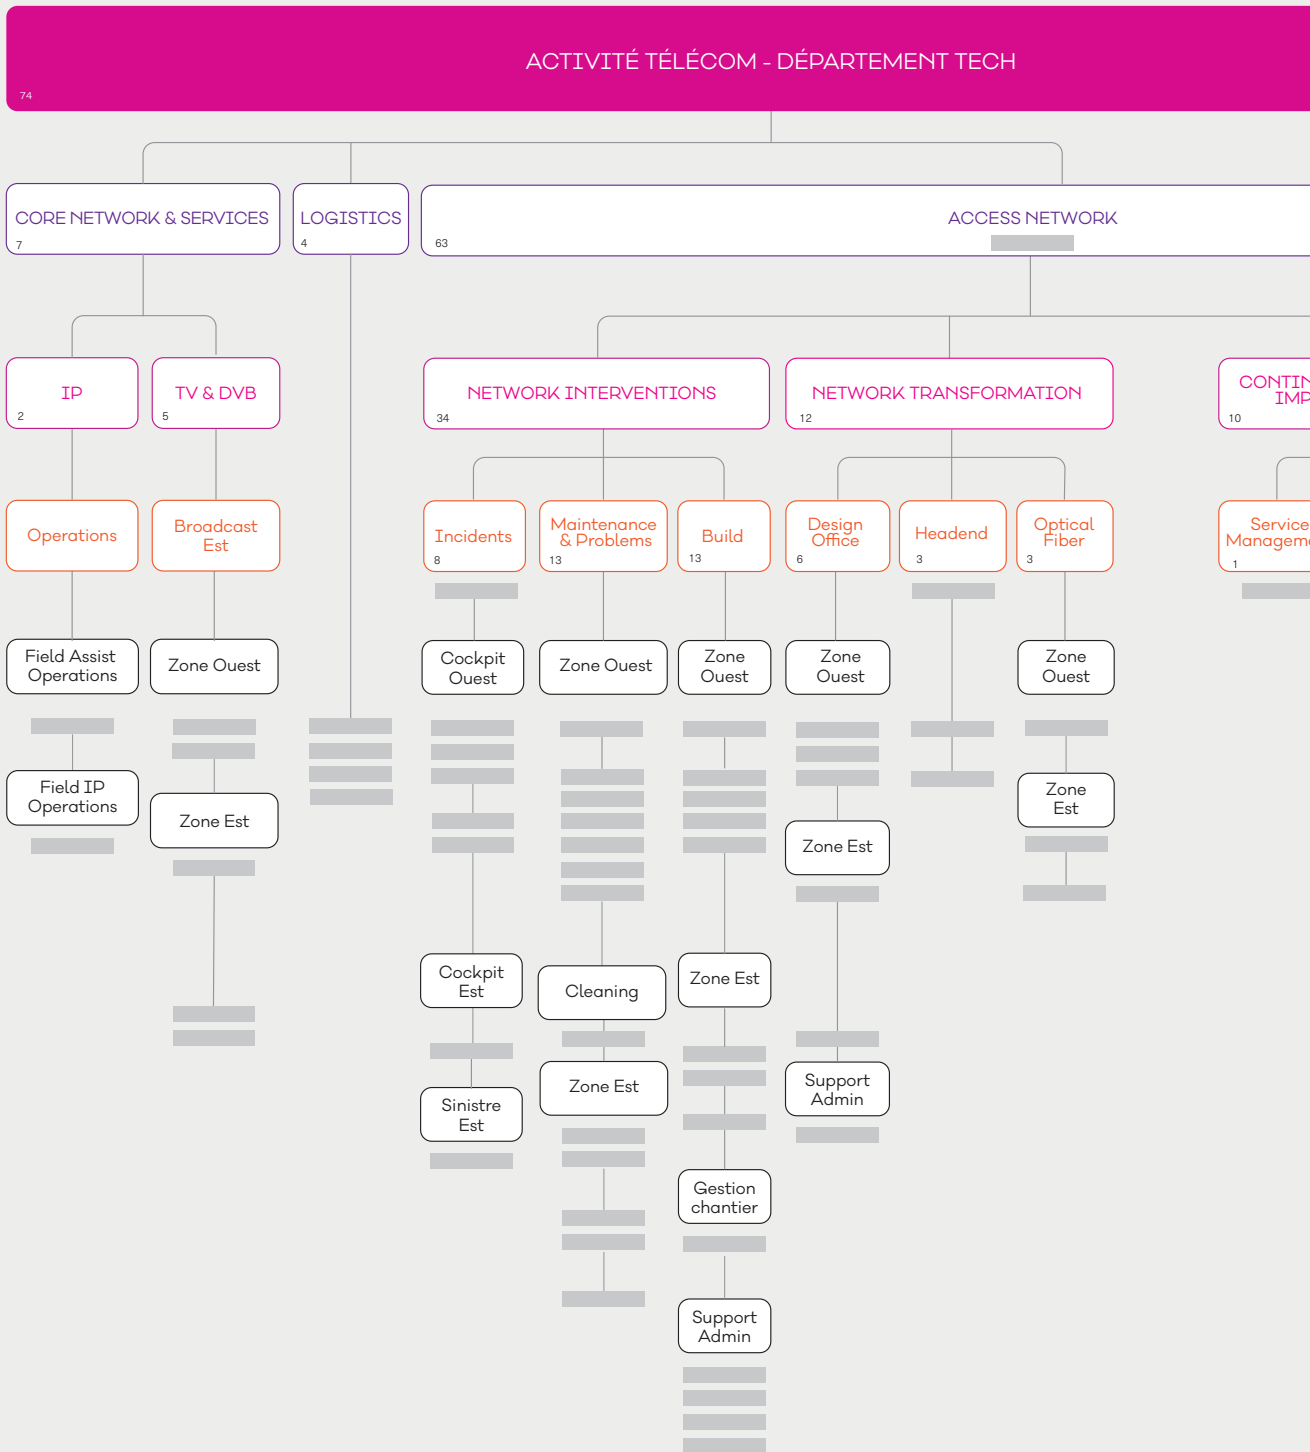 ACTIVITÉ TÉLÉCOM - DÉPARTEMENT TECH
74
CORE NETWORK & SERVICES
7
LOGISTICS
4
ACCESS NETWORK
63
IP
2
TV & DVB
5
NETWORK INTERVENTIONS
34
NETWORK TRANSFORMATION
12
CONTIN
IMP
10
Operations
Broadcast
Est
Incidents
8
Maintenance
& Problems
13
Build
13
Design
Office
6
Headend
3
Optical
Fiber
3
Service
Manageme
1
Field Assist
Operations
Zone Ouest
Cockpit
Ouest
Zone Ouest
Zone
Ouest
Zone
Ouest
Zone
Ouest
Field IP
Operations
Zone Est
Zone Est
Zone
Est
Cockpit
Est
Cleaning
Zone Est
Sinistre
Est
Zone Est
Support
Admin
Gestion
chantier
Support
Admin